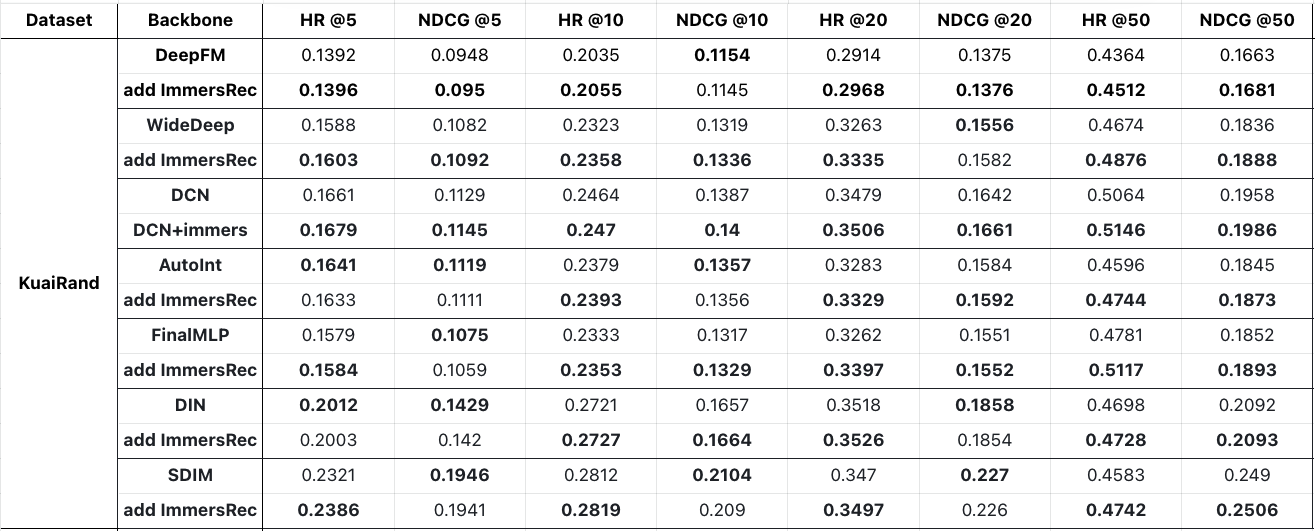 Dataset Backbone HR @5 NDCG @5 HR @10 NDCG @10 HR @20 NDCG @20 HR @50 NDCG @50
DeepFM 0.1392 0.0948 0.2035 0.1154 0.2914 0.1375 0.4364 0.1663
add ImmersRec 0.1396 0.095 0.2055 0.1145 0.2968 0.1376 0.4512 0.1681
WideDeep 0.1588 0.1082 0.2323 0.1319 0.3263 0.1556 0.4674 0.1836
add ImmersRec 0.1603 0.1092 0.2358 0.1336 0.3335 0.1582 0.4876 0.1888
DCN 0.1661 0.1129 0.2464 0.1387 0.3479 0.1642 0.5064 0.1958
DCN+immers 0.1679 0.1145 0.247 0.14 0.3506 0.1661 0.5146 0.1986
AutoInt 0.1641 0.1119 0.2379 0.1357 0.3283 0.1584 0.4596 0.1845
KuaiRand
add ImmersRec 0.1633 0.1111 0.2393 0.1356 0.3329 0.1592 0.4744 0.1873
FinalMLP 0.1579 0.1075 0.2333 0.1317 0.3262 0.1551 0.4781 0.1852
add ImmersRec 0.1584 0.1059 0.2353 0.1329 0.3397 0.1552 0.5117 0.1893
DIN 0.2012 0.1429 0.2721 0.1657 0.3518 0.1858 0.4698 0.2092
add ImmersRec 0.2003 0.142 0.2727 0.1664 0.3526 0.1854 0.4728 0.2093
SDIM 0.2321 0.1946 0.2812 0.2104 0.347 0.227 0.4583 0.249
add ImmersRec 0.2386 0.1941 0.2819 0.209 0.3497 0.226 0.4742 0.2506